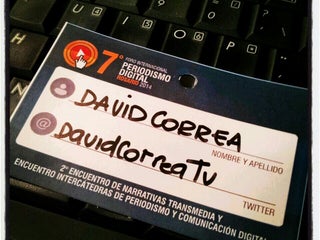 7° FORO INTERNACIONAL
PERIODISMO
DIGITAL
ROSARIO 2014
DAVID CORREA
NOMBRE Y APELLIDO
@
DavidCorreaTv
TWITTER
2° ENCUENTRO DE NARRATIVAS TRANSMEDIA Y
ENCUENTRO INTERCATEDRAS DE PERIODISMO Y COMUNICACIÓN DIGITAL